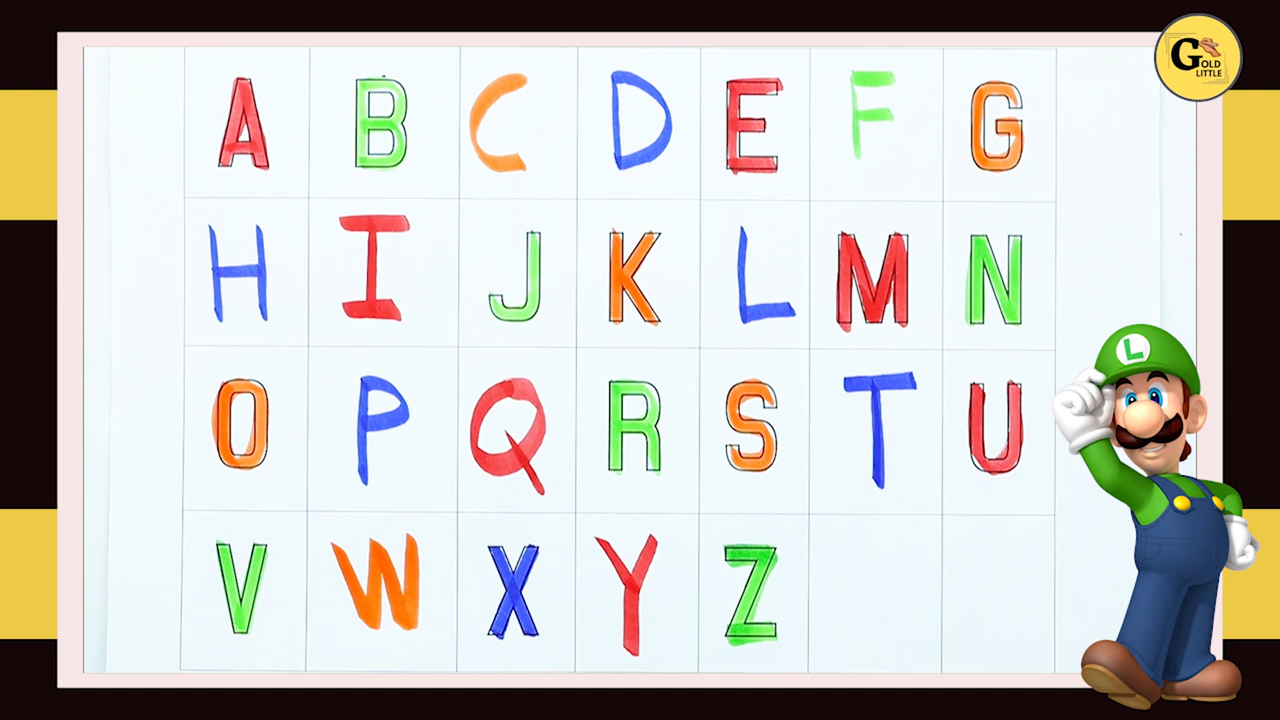 GOLD
LITTLE
A B C D E F G
H I J K L M N
L
O P Q R S T U
V W X Y Z